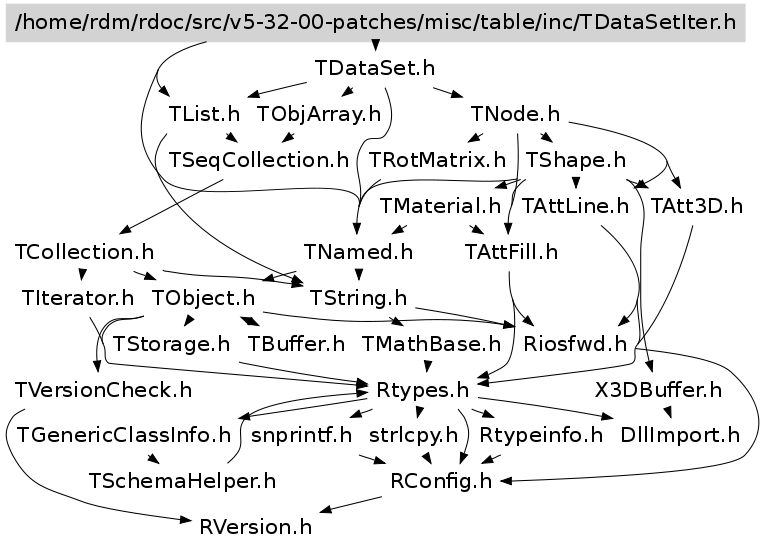 /home/rdm/rdoc/src/v5-32-00-patches/misc/table/inc/TDataSetIter.h
TDataSet.h
TList.h TObjArray.h TNode.h
TSeqCollection.h TRotMatrix.h TShape.h
TMaterial.h TAttLine.h TAtt3D.h
TCollection.h TNamed.h TAttFill.h
TIterator.h TObject.h TString.h
TStorage.h TBuffer.h TMathBase.h Riosfwd.h
TVersionCheck.h Rtypes.h X3DBuffer.h
TGenericClassInfo.h snprintf.h strlcpy.h Rtypeinfo.h DllImport.h
TSchemaHelper.h RConfig.h
RVersion.h